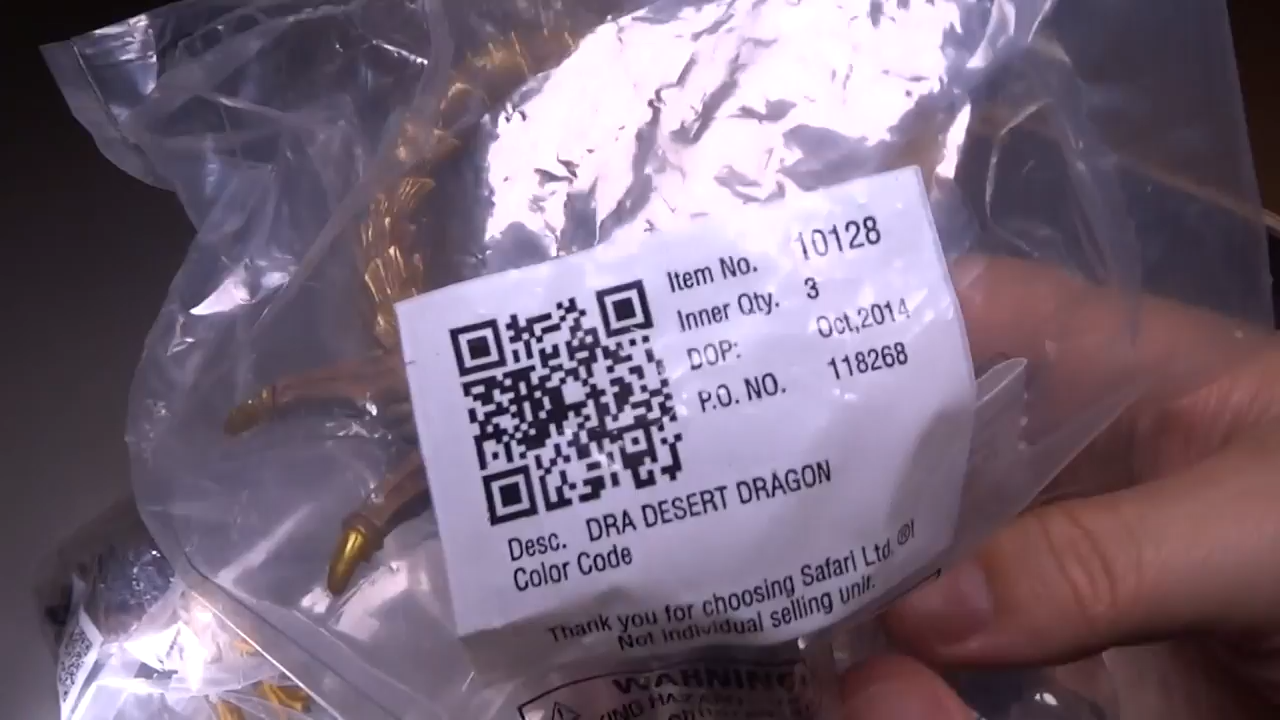 Item No. 10128
Inner Qty. 3
DOP: Oct,2014
P.O. NO. 118268
Desc. DRA DESERT DRAGON
Color Code
Thank you for choosing Safari Ltd.®!
Not individual selling unit.
WARNING